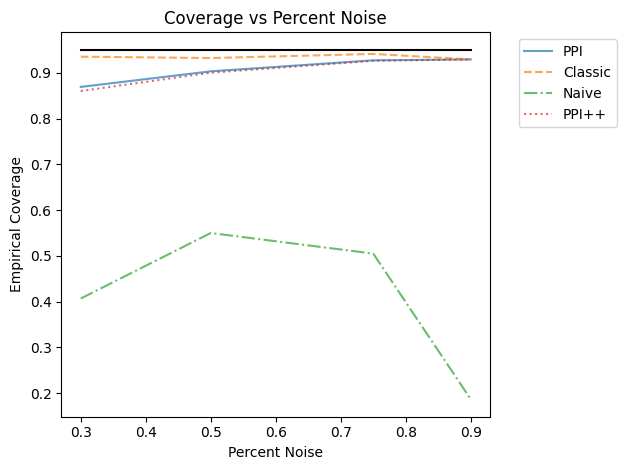 Coverage vs Percent Noise
PPI
Classic
Naive
PPI++
Empirical Coverage
0.9
0.8
0.7
0.6
0.5
0.4
0.3
0.2
0.3 0.4 0.5 0.6 0.7 0.8 0.9
Percent Noise